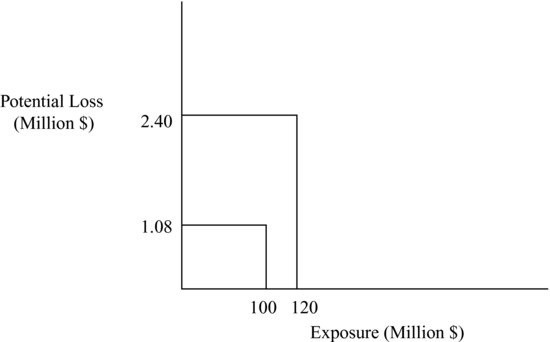 Potential Loss
(Million $)
2.40
1.08
100 120
Exposure (Million $)